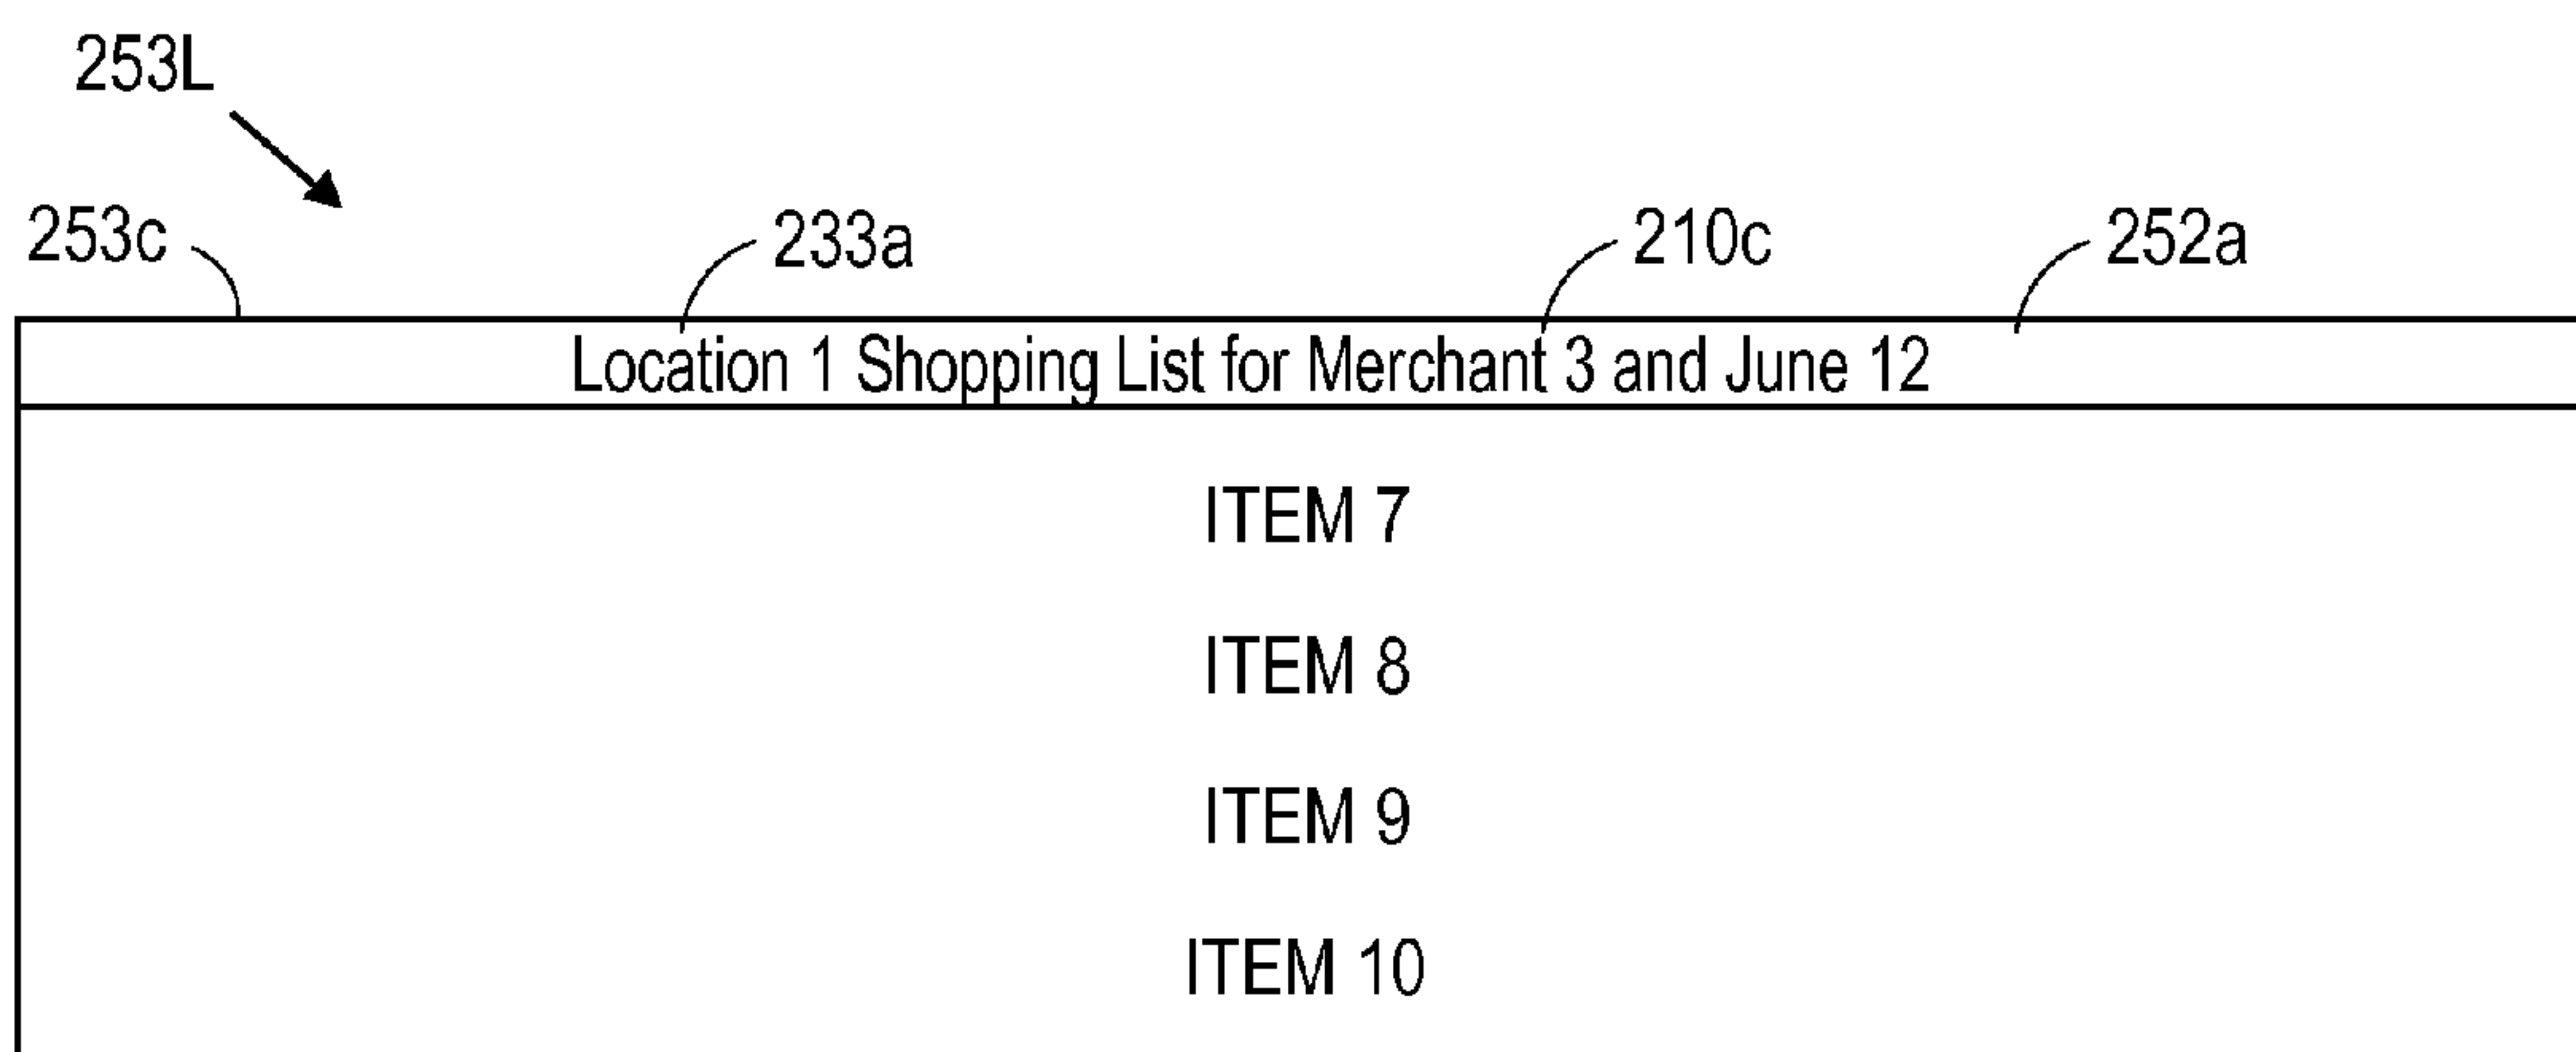 253L
253c 233a 210c 252a
Location 1 Shopping List for Merchant 3 and June 12
ITEM 7
ITEM 8
ITEM 9
ITEM 10